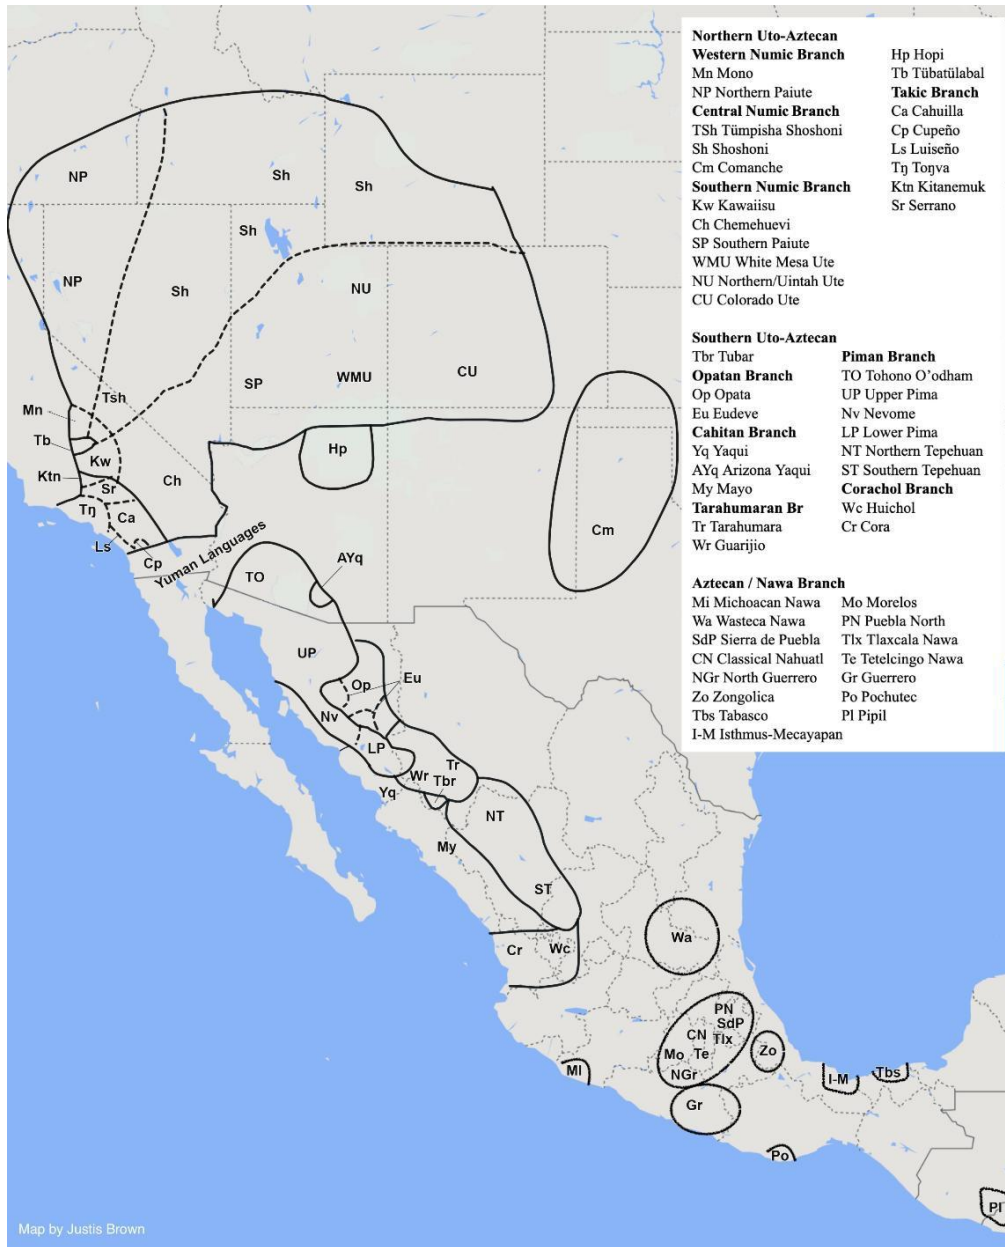 Northern Uto-Aztecan
Western Numic Branch
Mn Mono
NP Northern Paiute
Central Numic Branch
TSh Tümpisha Shoshoni
Sh Shoshoni
Cm Comanche
Southern Numic Branch
Kw Kawaiisu
Ch Chemehuevi
SP Southern Paiute
WMU White Mesa Ute
NU Northern/Uintah Ute
CU Colorado Ute
Hp Hopi
Tb Tübatülabal
Takic Branch
Ca Cahuilla
Cp Cupeño
Ls Luiseño
Tŋ Toŋva
Ktn Kitanemuk
Sr Serrano
Southern Uto-Aztecan
Tbr Tubar
Opatan Branch
Op Opata
Eu Eudeve
Cahitan Branch
Yq Yaqui
AYq Arizona Yaqui
My Mayo
Tarahumaran Br
Tr Tarahumara
Wr Guarijio
Piman Branch
TO Tohono O’odham
UP Upper Pima
Nv Nevome
LP Lower Pima
NT Northern Tepehuan
ST Southern Tepehuan
Corachol Branch
Wc Huichol
Cr Cora
Aztecan / Nawa Branch
Mi Michoacan Nawa
Wa Wasteca Nawa
SdP Sierra de Puebla
CN Classical Nahuatl
NGr North Guerrero
Zo Zongolica
Tbs Tabasco
I-M Isthmus-Mecayapan
Mo Morelos
PN Puebla North
Tlx Tlaxcala Nawa
Te Tetelcingo Nawa
Gr Guerrero
Po Pochutec
Pl Pipil
NP
Sh
Sh
Sh
NP
Sh
NU
SP
WMU
CU
Tsh
Mn
Tb
Kw
Hp
Ktn
Sr
Ch
Tŋ
Ca
Ls
Cp
Yuman Languages
Cm
AYq
TO
UP
Op
Eu
Nv
LP
Wr
Tr
Tbr
Yq
NT
My
ST
Cr
Wc
Wa
PN
SdP
CN
Tlx
Mo
Te
NGr
Zo
MI
Gr
I-M
Tbs
Po
Pl
Map by Justis Brown